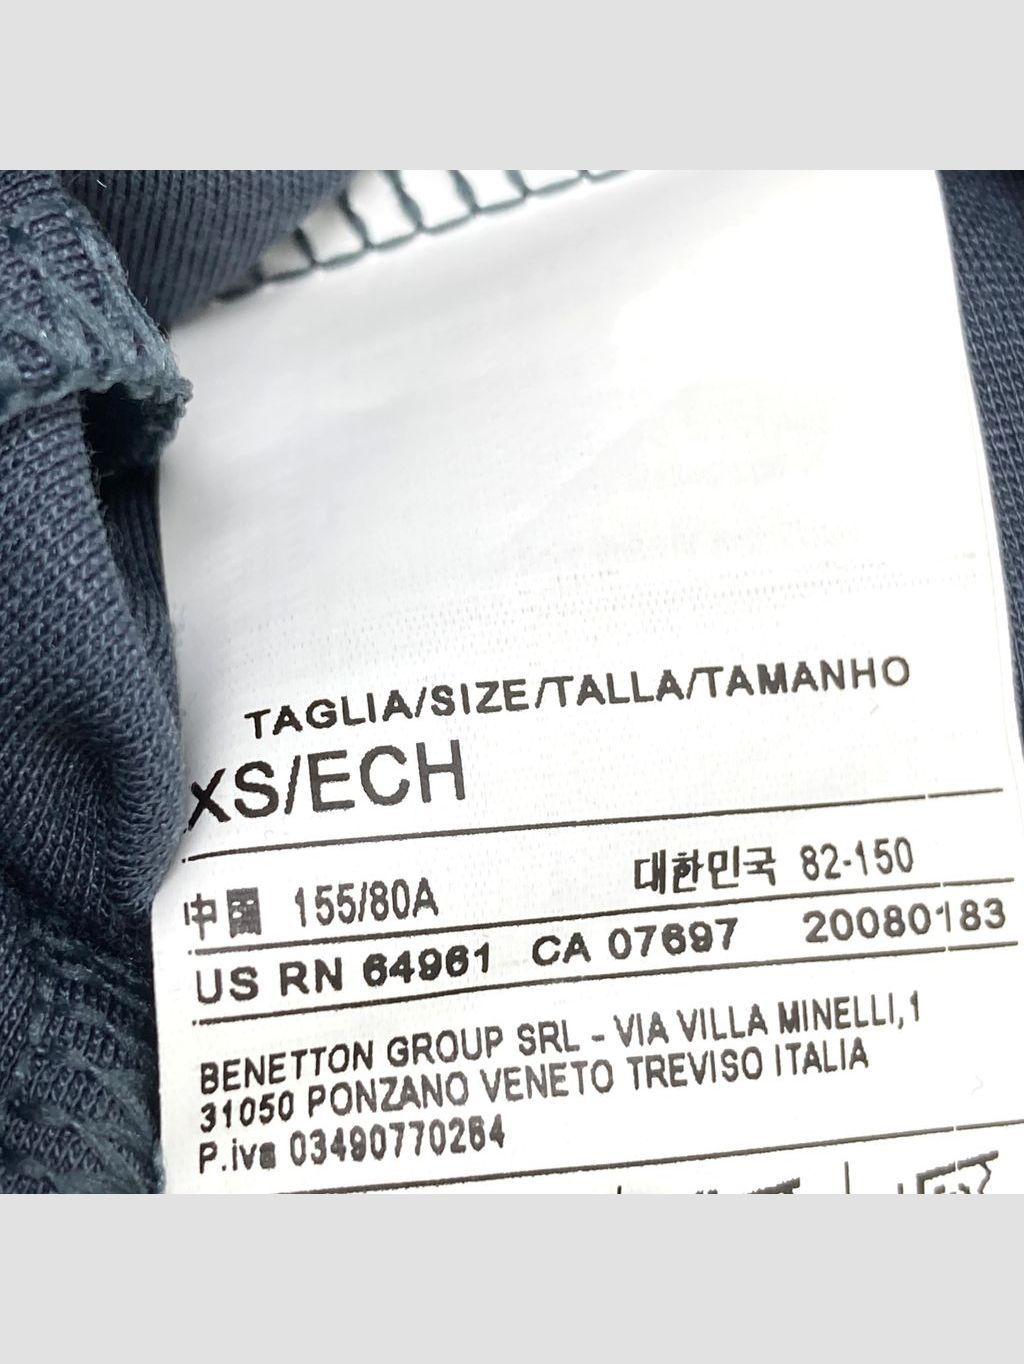 TAGLIA/SIZE/TALLA/TAMANHO
XS/ECH
中國 155/80A 대한민국 82-150
US RN 64961 CA 07697 20080183
BENETTON GROUP SRL - VIA VILLA MINELLI,1
31050 PONZANO VENETO TREVISO ITALIA
P.iva 03490770264